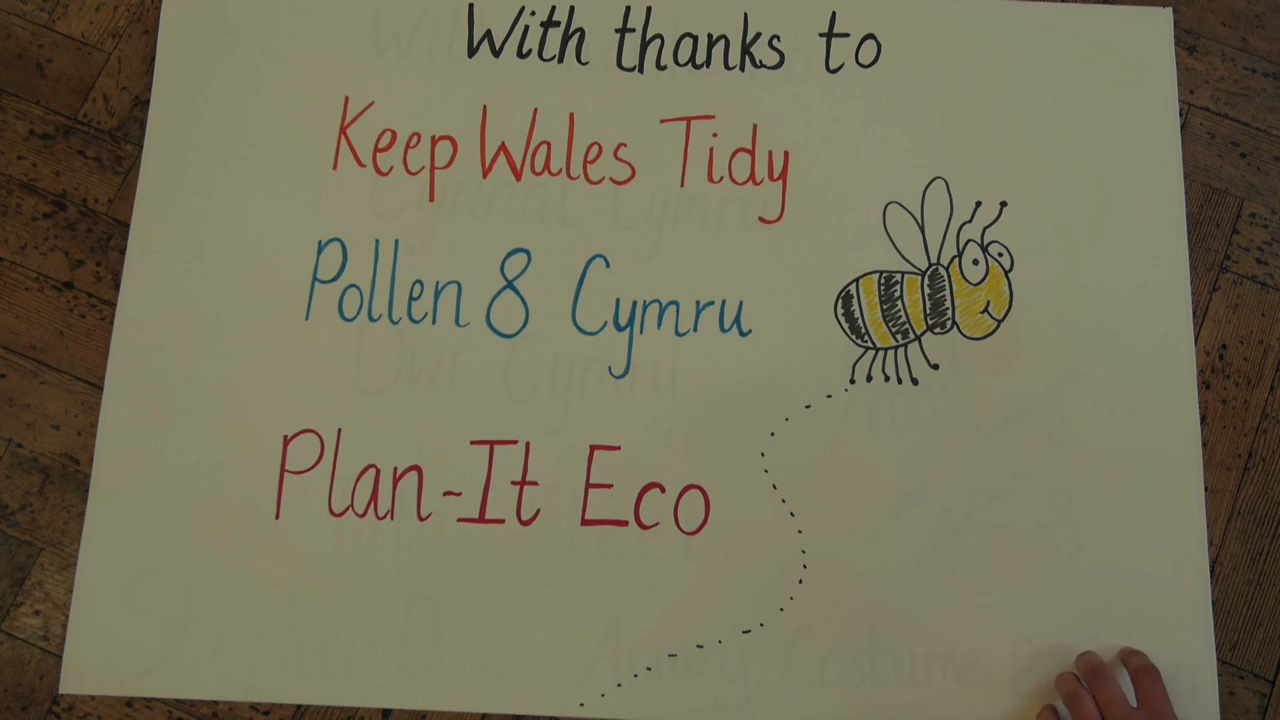 With thanks to
Keep Wales Tidy
Pollen 8 Cymru
Plan-It Eco